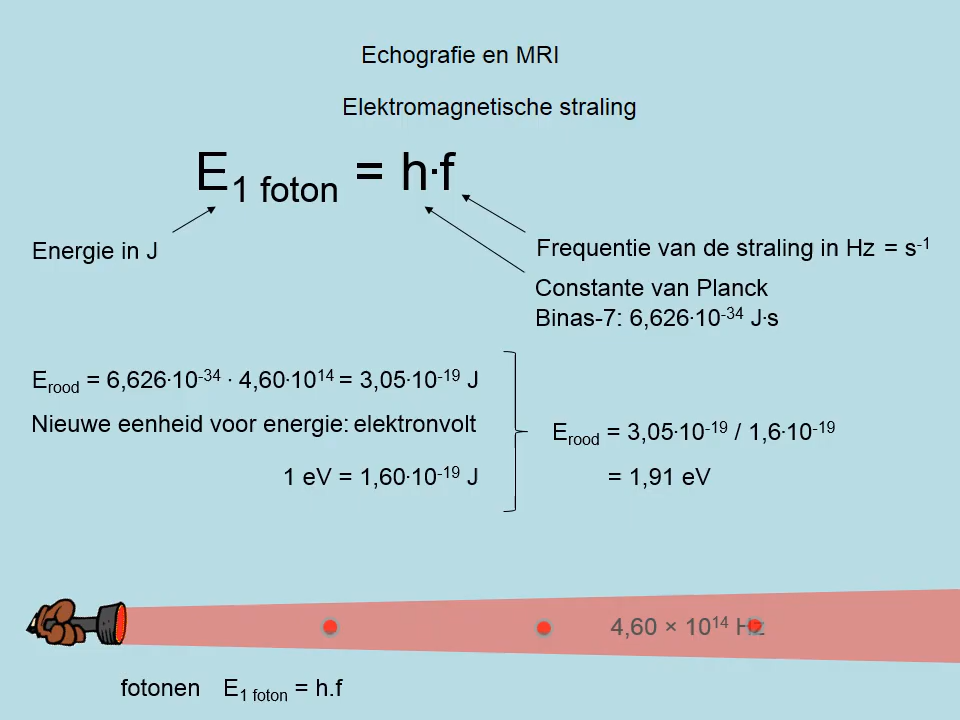 Echografie en MRI
Elektromagnetische straling
E₁ foton = h·f
Energie in J
Frequentie van de straling in Hz = s⁻¹
Constante van Planck
Binas-7: 6,626·10⁻³⁴ J·s
Erood = 6,626·10⁻³⁴ · 4,60·10¹⁴ = 3,05·10⁻¹⁹ J
Nieuwe eenheid voor energie: elektronvolt
1 eV = 1,60·10⁻¹⁹ J
Erood = 3,05·10⁻¹⁹ / 1,6·10⁻¹⁹
= 1,91 eV
4,60 × 10¹⁴ Hz
fotonen E₁ foton = h.f